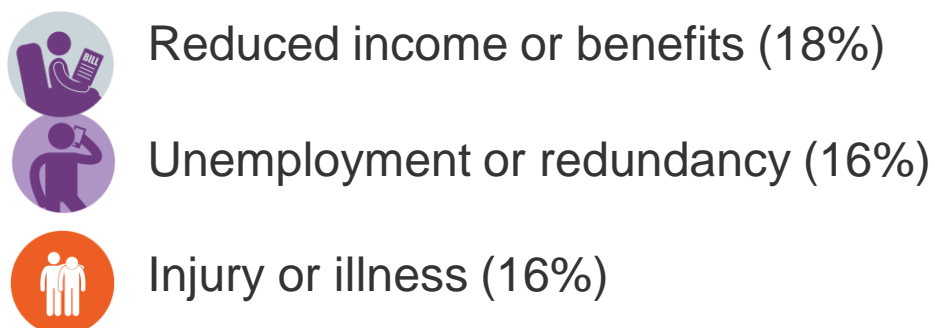 Reduced income or benefits (18%)
BILL
Unemployment or redundancy (16%)
Injury or illness (16%)